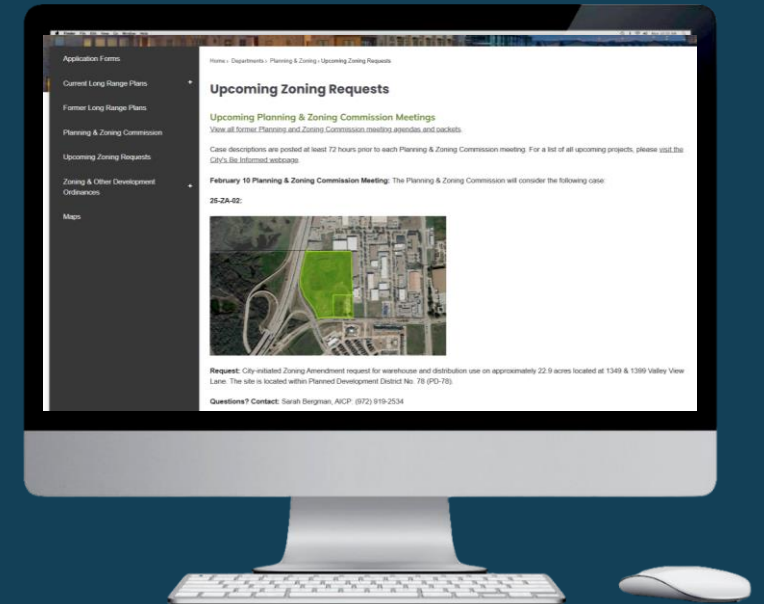 Finder File Edit View Go Window Help
Home › Departments › Planning & Zoning › Upcoming Zoning Requests
Application Forms
Current Long Range Plans +
Former Long Range Plans
Planning & Zoning Commission
Upcoming Zoning Requests
Zoning & Other Development
Ordinances +
Maps
Upcoming Zoning Requests
Upcoming Planning & Zoning Commission Meetings
View all former Planning and Zoning Commission meeting agendas and packets.
Case descriptions are posted at least 72 hours prior to each Planning & Zoning Commission meeting. For a list of all upcoming projects, please visit the
City's Be Informed webpage.
February 10 Planning & Zoning Commission Meeting: The Planning & Zoning Commission will consider the following case:
25-ZA-02:
Request: City-initiated Zoning Amendment request for warehouse and distribution use on approximately 22.9 acres located at 1349 & 1399 Valley View
Lane. The site is located within Planned Development District No. 78 (PD-78).
Questions? Contact: Sarah Bergman, AICP: (972) 919-2534